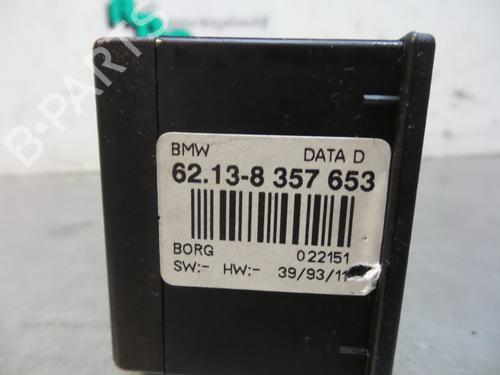 B-PARTS
BMW DATA D
62.13-8 357 653
BORG 022151
SW:- HW:- 39/93/11